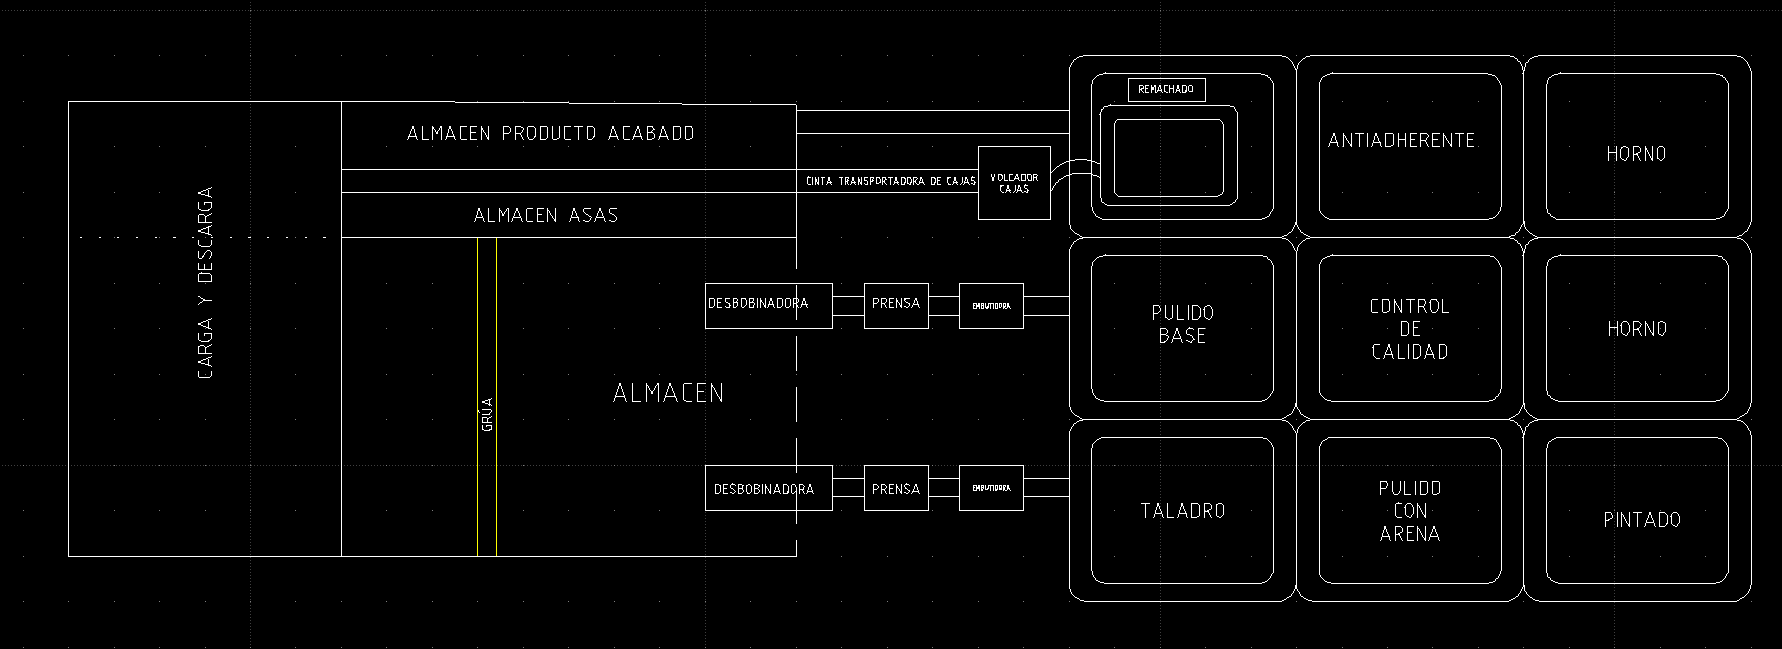 REMACHADO
ALMACEN PRODUCTO ACABADO
ANTIADHERENTE
HORNO
CINTA TRANSPORTADORA DE CAJAS
VOLCADOR
CAJAS
ALMACEN ASAS
CARGA Y DESCARGA
DESBOBINADORA
PRENSA
EMBUTIDORA
PULIDO
BASE
CONTROL
DE
CALIDAD
HORNO
ALMACEN
GRÚA
DESBOBINADORA
PRENSA
EMBUTIDORA
TALADRO
PULIDO
CON
ARENA
PINTADO